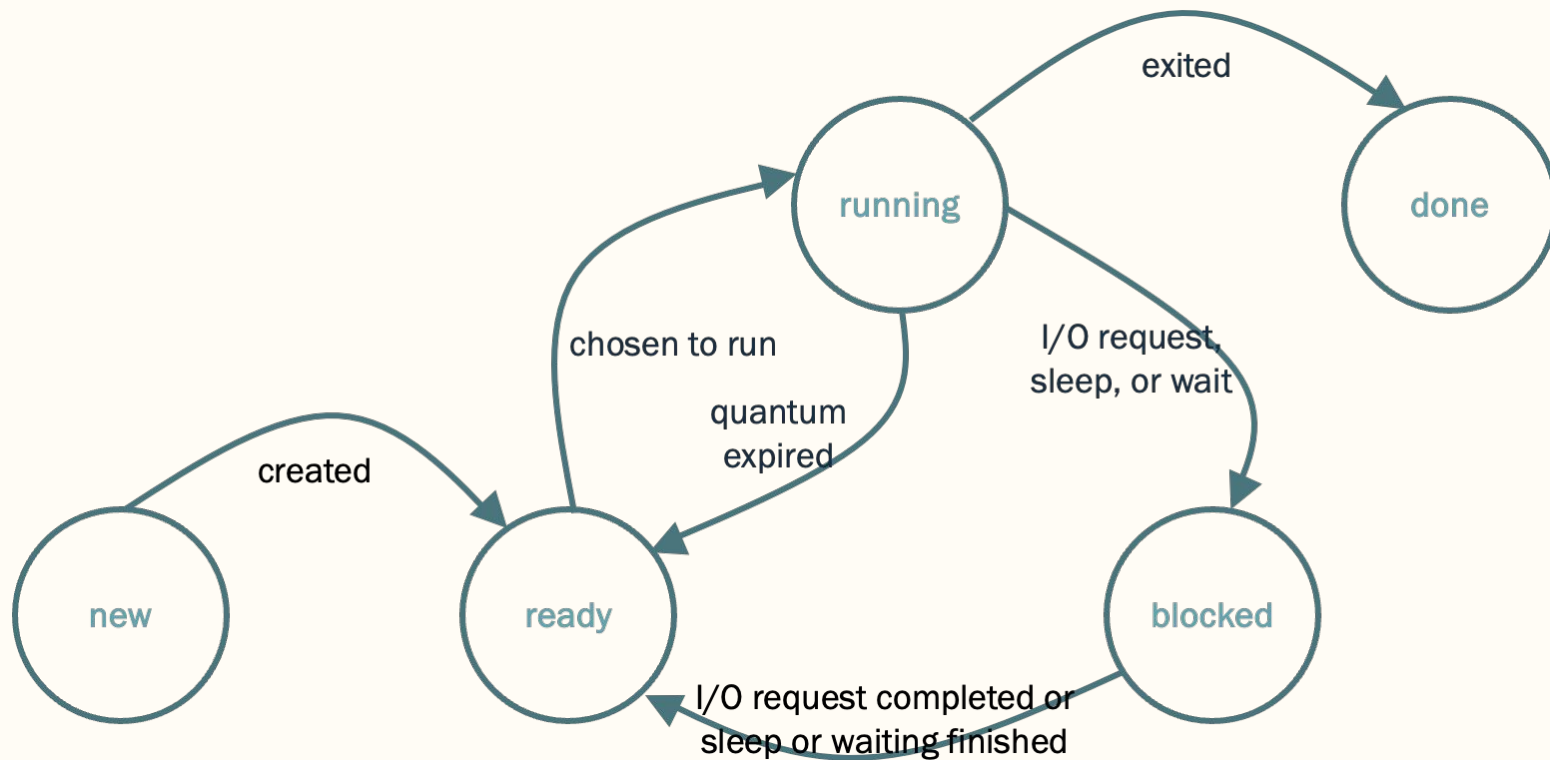 exited
running
done
chosen to run
I/O request,
sleep, or wait
quantum
expired
created
new
ready
blocked
I/O request completed or
sleep or waiting finished